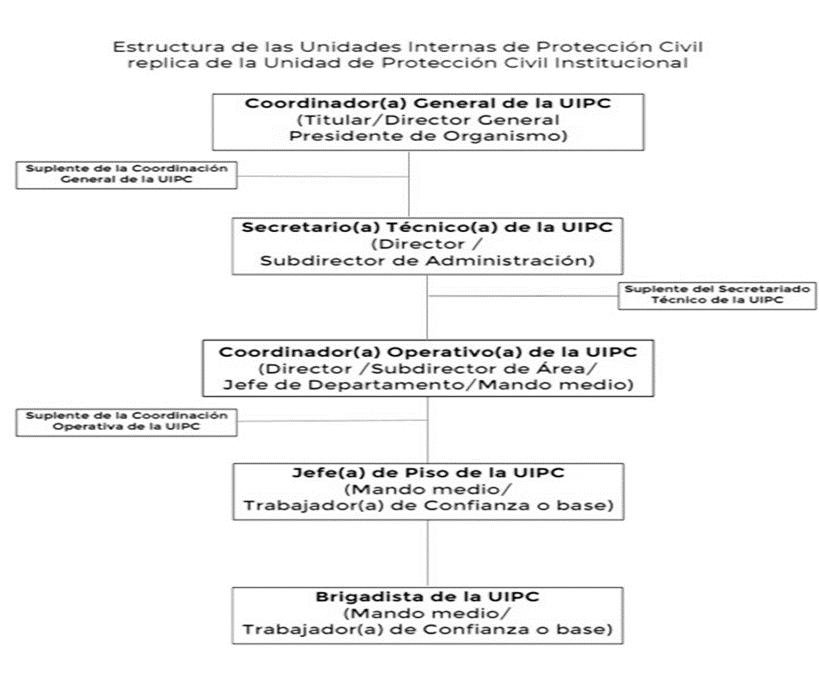 Estructura de las Unidades Internas de Protección Civil
replica de la Unidad de Protección Civil Institucional
Coordinador(a) General de la UIPC
(Titular/Director General
Presidente de Organismo)
Suplente de la Coordinación
General de la UIPC
Secretario(a) Técnico(a) de la UIPC
(Director /
Subdirector de Administración)
Suplente del Secretariado
Técnico de la UIPC
Coordinador(a) Operativo(a) de la UIPC
(Director /Subdirector de Área/
Jefe de Departamento/Mando medio)
Suplente de la Coordinación
Operativa de la UIPC
Jefe(a) de Piso de la UIPC
(Mando medio/
Trabajador(a) de Confianza o base)
Brigadista de la UIPC
(Mando medio/
Trabajador(a) de Confianza o base)